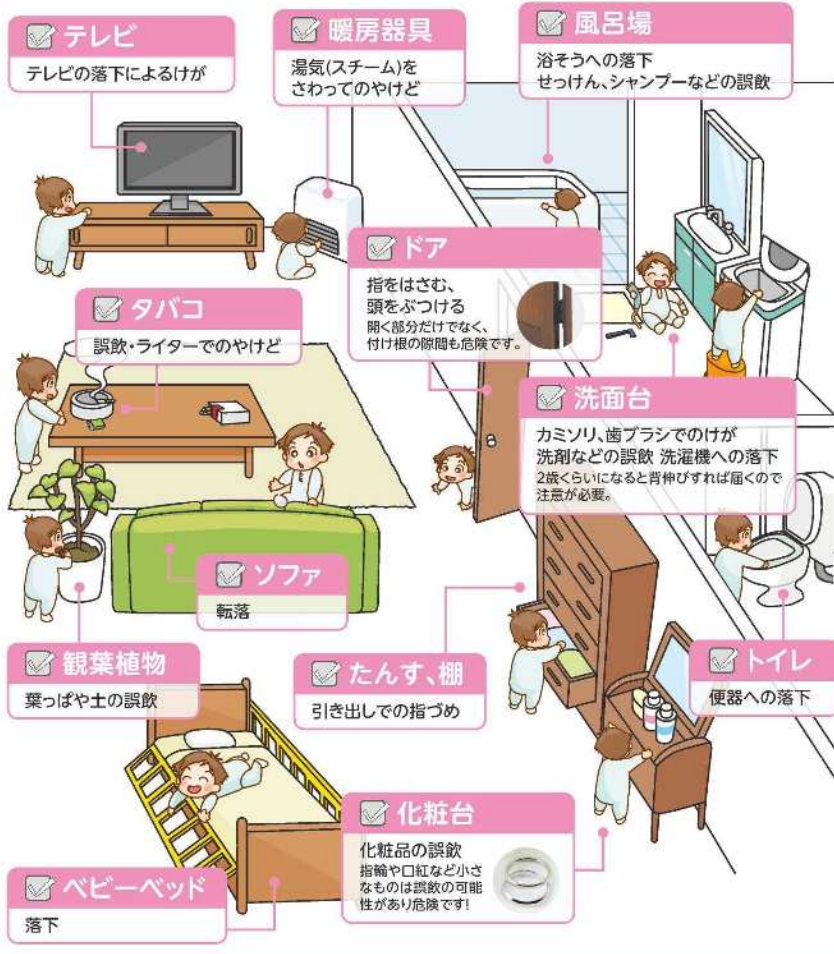 テレビ
テレビの落下によるけが
暖房器具
湯気(スチーム)を
さわってのやけど
風呂場
浴そうへの落下
せっけん、シャンプーなどの誤飲
ドア
指をはさむ、
頭をぶつける
開く部分だけでなく、
付け根の隙間も危険です。
タバコ
誤飲・ライターでのやけど
洗面台
カミソリ、歯ブラシでのけが
洗剤などの誤飲 洗濯機への落下
2歳くらいになると背伸びすれば届くので
注意が必要。
ソファ
転落
観葉植物
葉っぱや土の誤飲
たんす、棚
引き出しでの指づめ
トイレ
便器への落下
化粧台
化粧品の誤飲
指輪や口紅など小さ
なものは誤飲の可能
性があり危険です!
ベビーベッド
落下